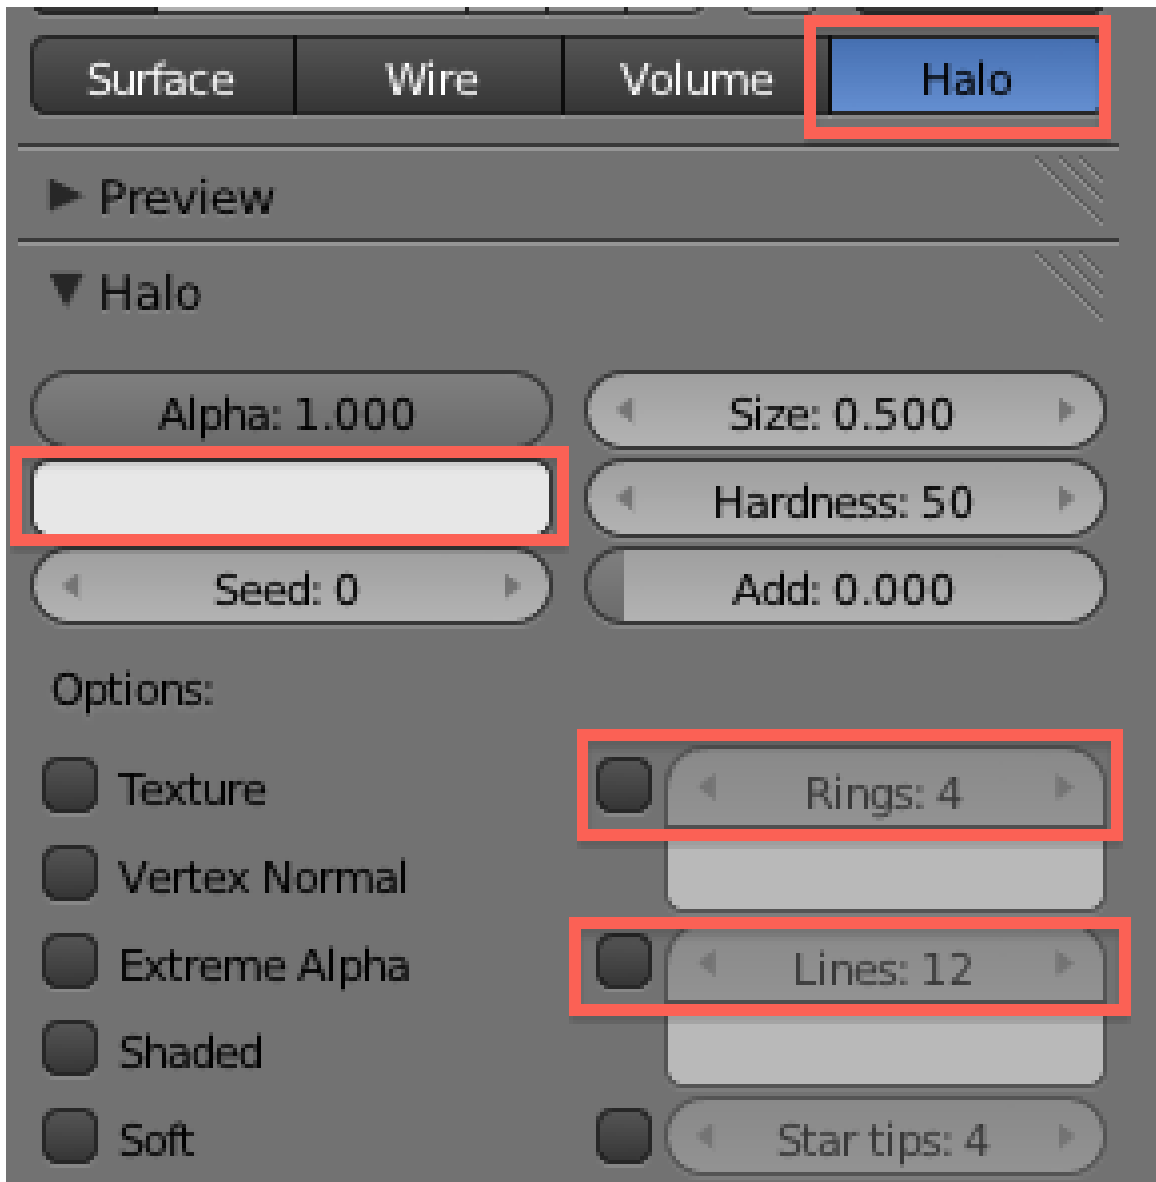 Surface Wire Volume Halo
Preview
Halo
Alpha: 1.000 Size: 0.500
Hardness: 50
Seed: 0 Add: 0.000
Options:
Texture Rings: 4
Vertex Normal
Extreme Alpha Lines: 12
Shaded
Soft Star tips: 4